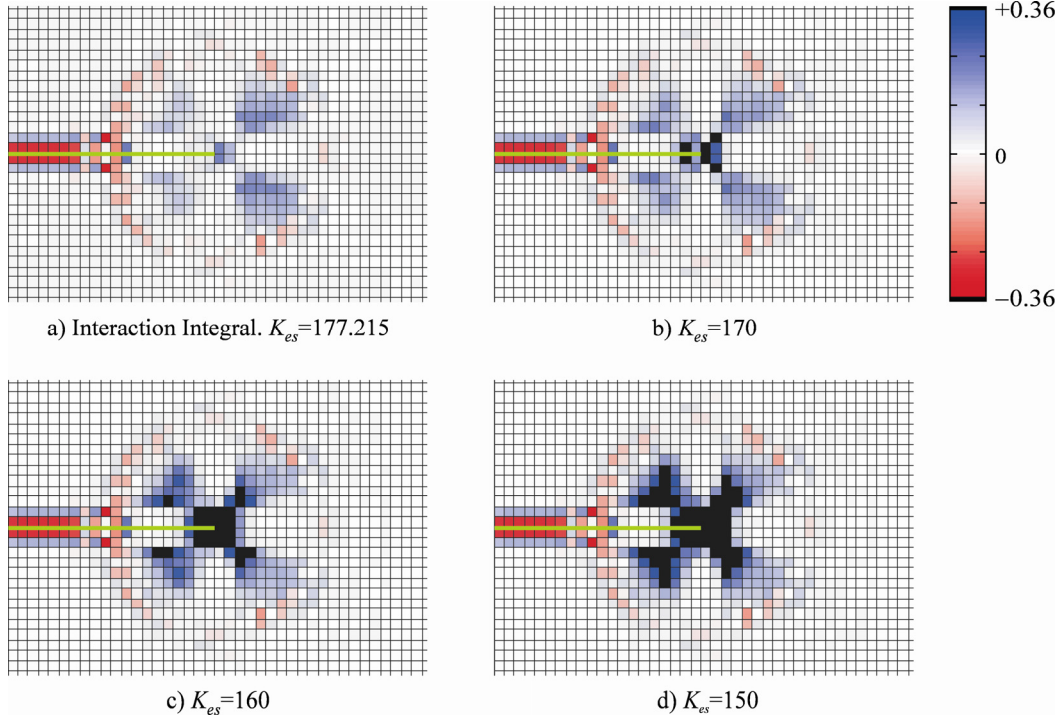 +0.36
0
−0.36
a) Interaction Integral. Kes=177.215
b) Kes=170
c) Kes=160
d) Kes=150